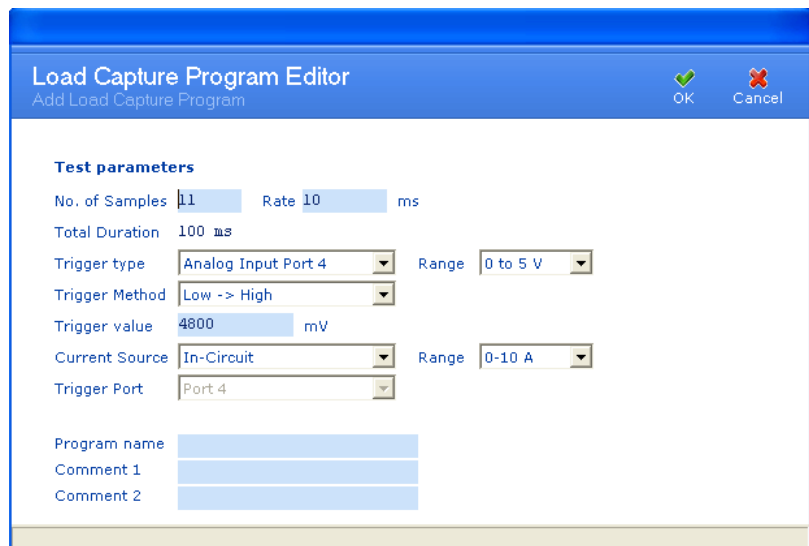 Load Capture Program Editor
Add Load Capture Program
OK Cancel
Test parameters
No. of Samples 11 Rate 10 ms
Total Duration 100 ms
Trigger type Analog Input Port 4 Range 0 to 5 V
Trigger Method Low -> High
Trigger value 4800 mV
Current Source In-Circuit Range 0-10 A
Trigger Port Port 4
Program name
Comment 1
Comment 2